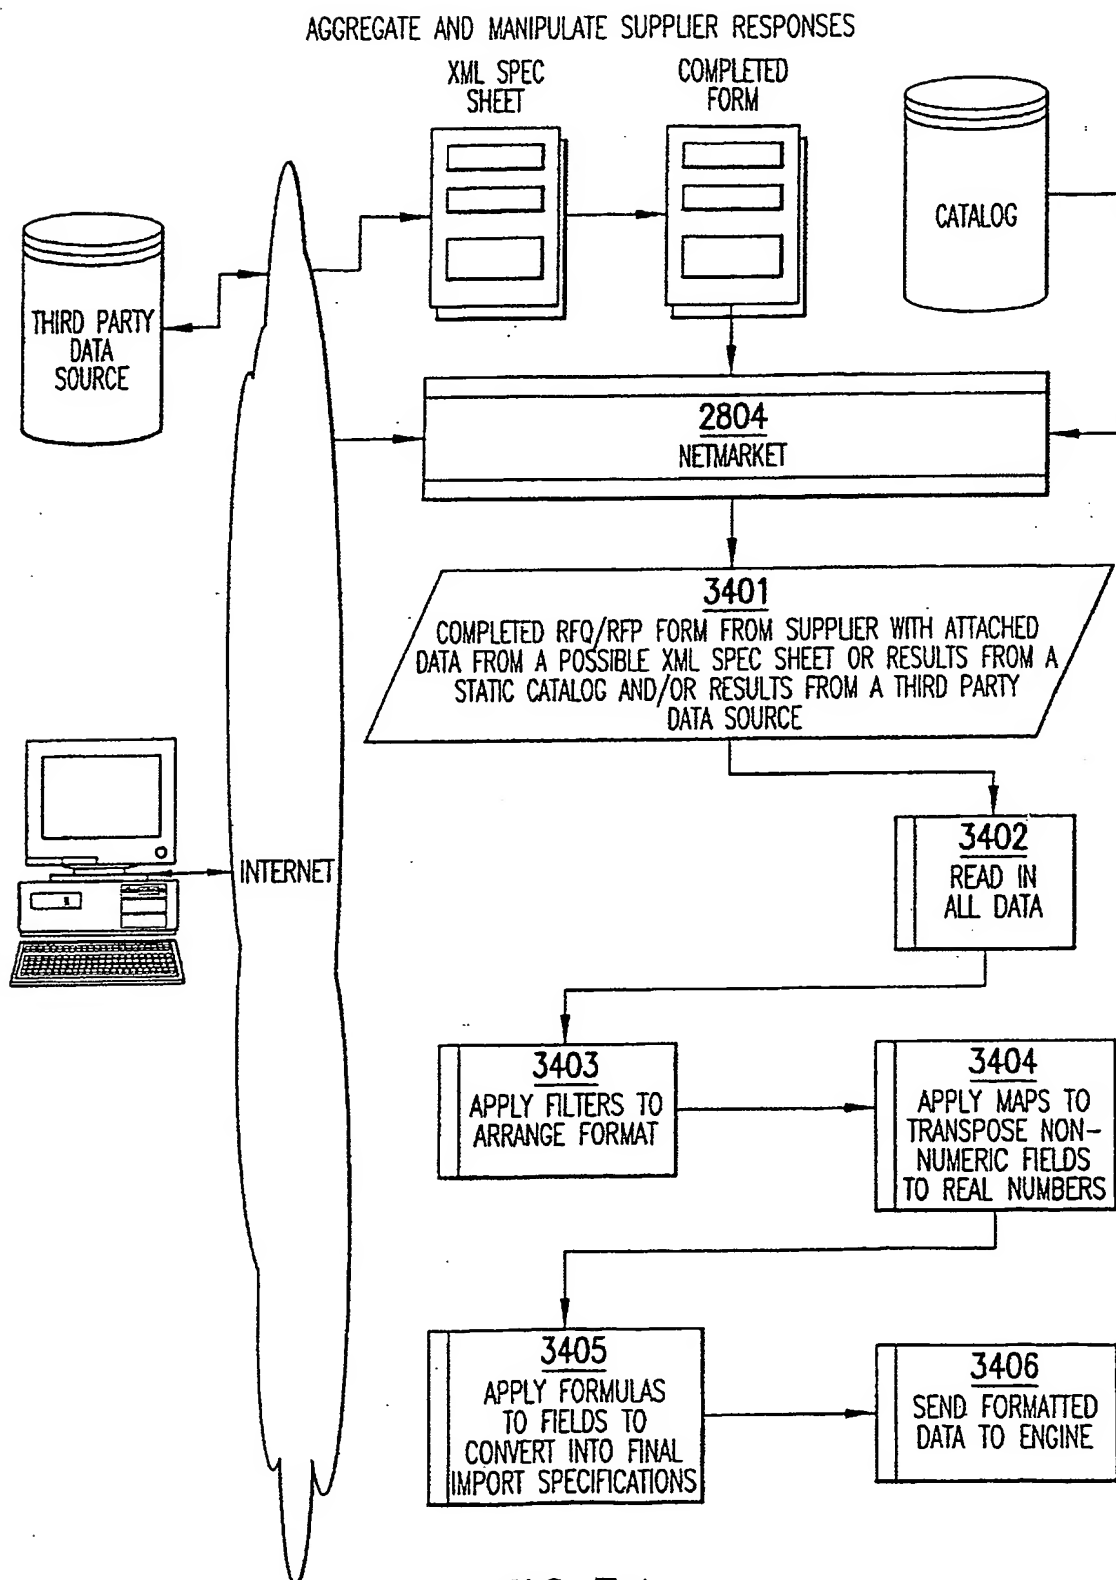 AGGREGATE AND MANIPULATE SUPPLIER RESPONSES
XML SPEC
SHEET
COMPLETED
FORM
CATALOG
THIRD PARTY
DATA
SOURCE
2804
NETMARKET
3401
COMPLETED RFQ/RFP FORM FROM SUPPLIER WITH ATTACHED
DATA FROM A POSSIBLE XML SPEC SHEET OR RESULTS FROM A
STATIC CATALOG AND/OR RESULTS FROM A THIRD PARTY
DATA SOURCE
INTERNET
3402
READ IN
ALL DATA
3403
APPLY FILTERS TO
ARRANGE FORMAT
3404
APPLY MAPS TO
TRANSPOSE NON-
NUMERIC FIELDS
TO REAL NUMBERS
3405
APPLY FORMULAS
TO FIELDS TO
CONVERT INTO FINAL
IMPORT SPECIFICATIONS
3406
SEND FORMATTED
DATA TO ENGINE